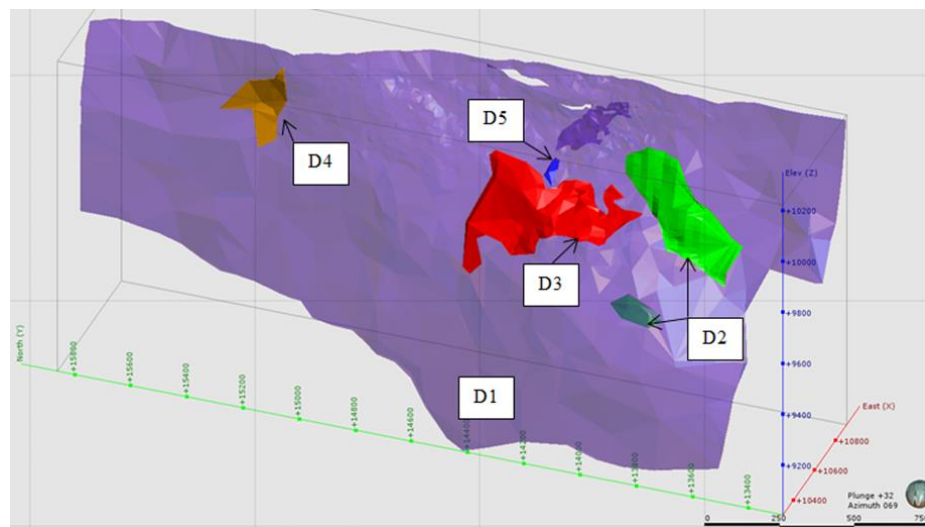 D5
D4
D3
D2
D1
Elev (Z)
+10200
+10000
+9800
+9600
+9400
+9200
North (Y)
+15800
+15600
+15400
+15200
+15000
+14800
+14600
+14400
+14200
+14000
+13800
+13600
+13400
East (X)
+10800
+10600
+10400
Plunge +32
Azimuth 069
0 250 500 750